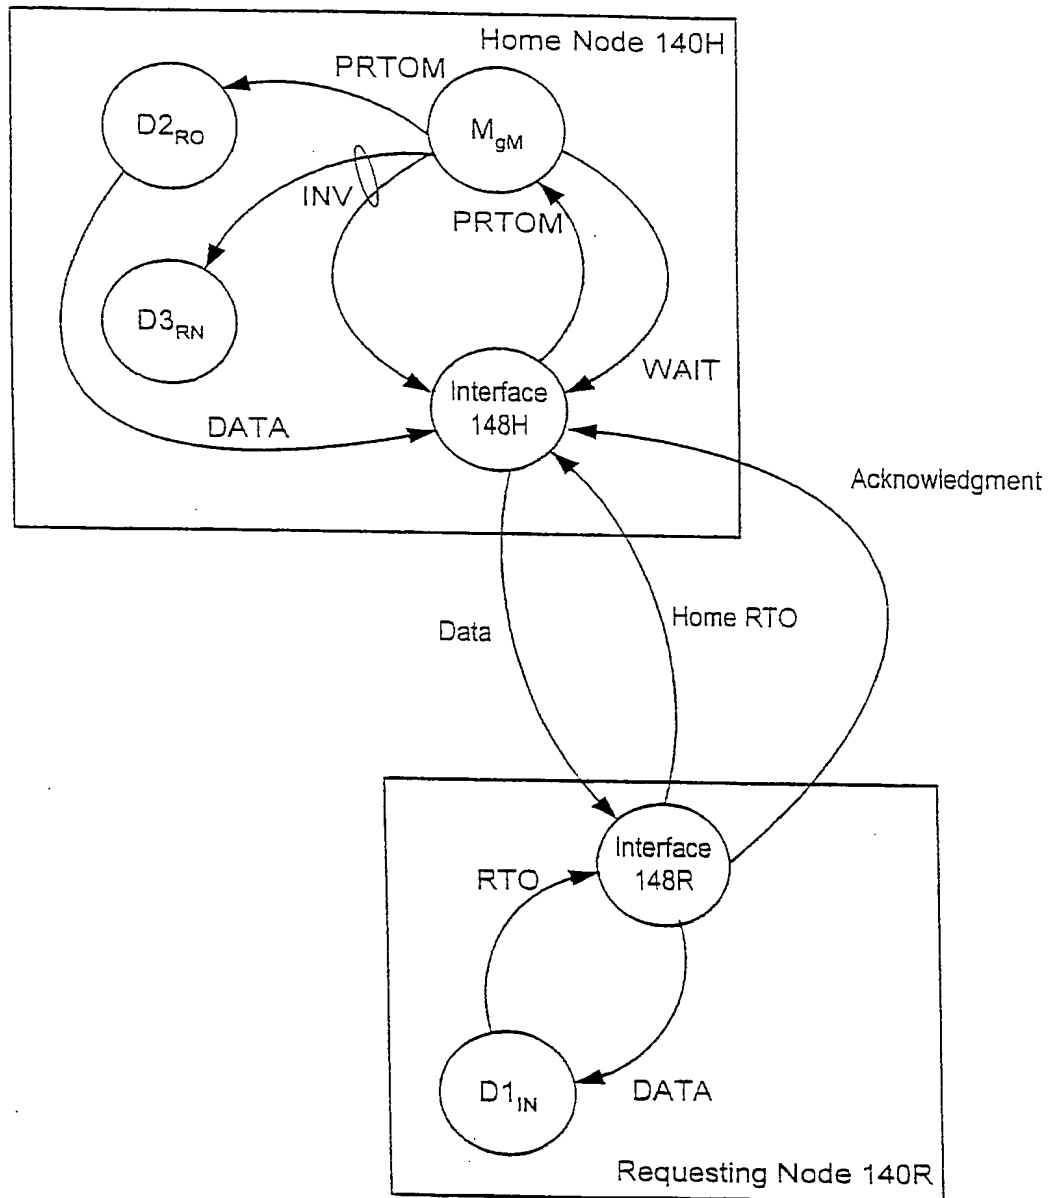 Home Node 140H
PRTOM
D2RO
MgM
INV
PRTOM
D3RN
WAIT
Interface
148H
DATA
Acknowledgment
Data
Home RTO
Interface
148R
RTO
D1IN
DATA
Requesting Node 140R